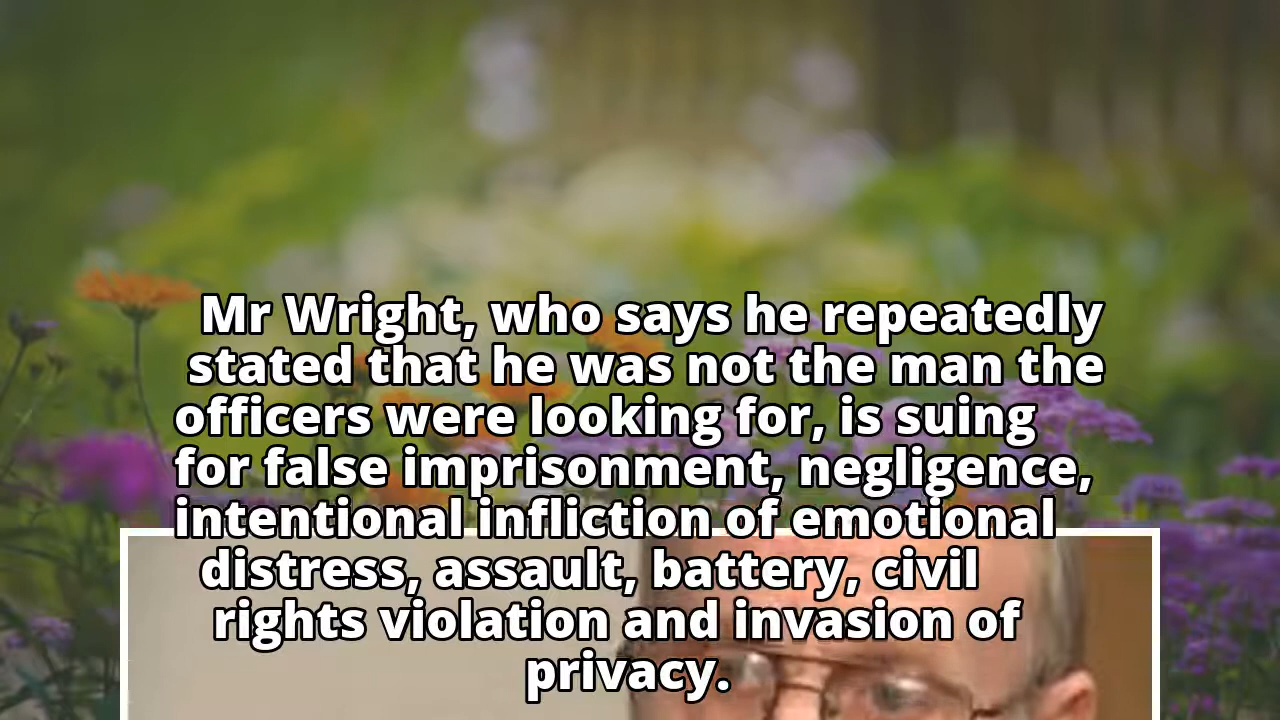 Mr Wright, who says he repeatedly
stated that he was not the man the
officers were looking for, is suing
for false imprisonment, negligence,
intentional infliction of emotional
distress, assault, battery, civil
rights violation and invasion of
privacy.